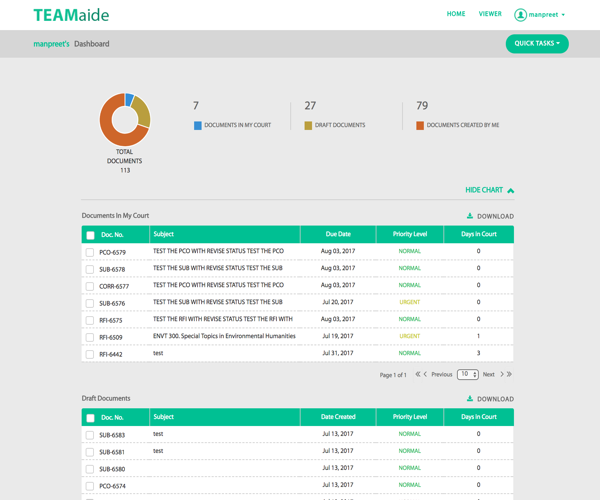 TEAMaide
HOME VIEWER manpreet
manpreet's Dashboard
QUICK TASKS
7
27
79
DOCUMENTS IN MY COURT
DRAFT DOCUMENTS
DOCUMENTS CREATED BY ME
TOTAL
DOCUMENTS
113
HIDE CHART
Documents In My Court
DOWNLOAD
Doc. No. Subject Due Date Priority Level Days in Court
PCO-6579 TEST THE PCO WITH REVISE STATUS TEST THE PCO Aug 03, 2017 NORMAL 0
SUB-6578 TEST THE SUB WITH REVISE STATUS TEST THE SUB Aug 03, 2017 NORMAL 0
CORR-6577 TEST THE PCO WITH REVISE STATUS TEST THE PCO Aug 03, 2017 NORMAL 0
SUB-6576 TEST THE SUB WITH REVISE STATUS TEST THE SUB Jul 20, 2017 URGENT 0
RFI-6575 TEST THE RFI WITH REVISE STATUS TEST THE RFI WITH Aug 03, 2017 NORMAL 0
RFI-6509 ENVT 300. Special Topics in Environmental Humanities Jul 19, 2017 URGENT 1
RFI-6442 test Jul 31, 2017 NORMAL 3
Page 1 of 1 Previous 10 Next
Draft Documents
DOWNLOAD
Doc. No. Subject Date Created Priority Level Days in Court
SUB-6583 test Jul 13, 2017 NORMAL 0
SUB-6581 test Jul 13, 2017 NORMAL 0
SUB-6580 Jul 13, 2017 NORMAL 0
PCO-6574 Jul 13, 2017 NORMAL 0